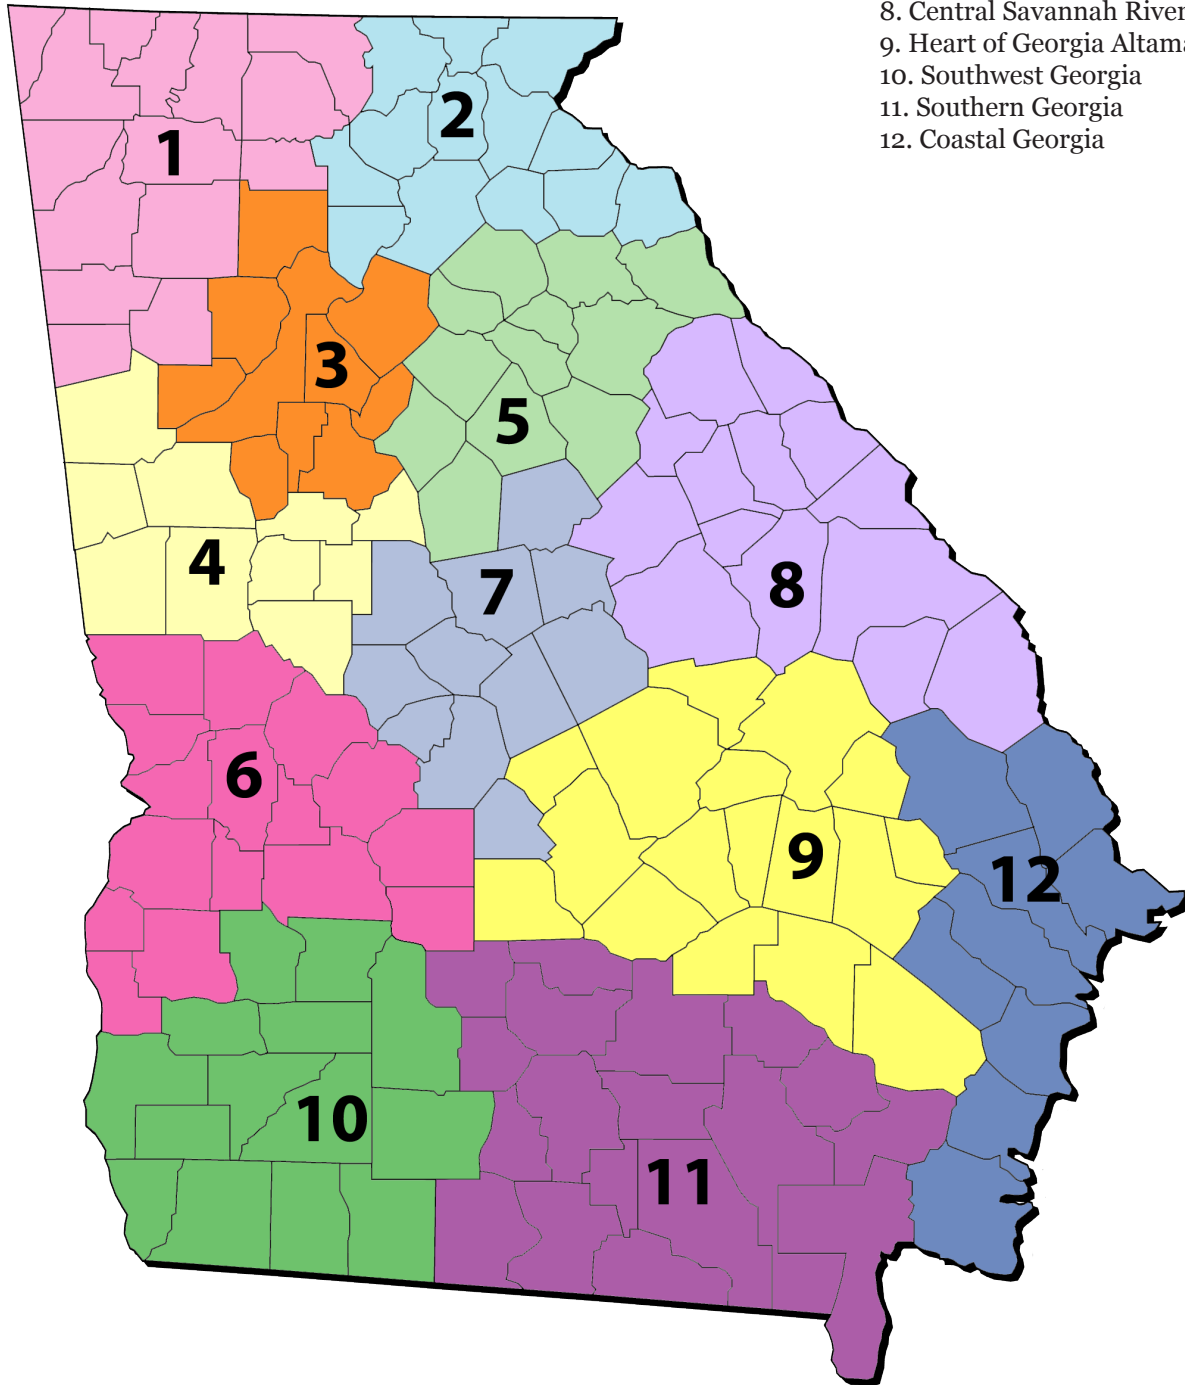 8. Central Savannah River
9. Heart of Georgia
10. Southwest Georgia
11. Southern Georgia
12. Coastal Georgia
2
1
3
5
4
7
8
6
9
12
10
11